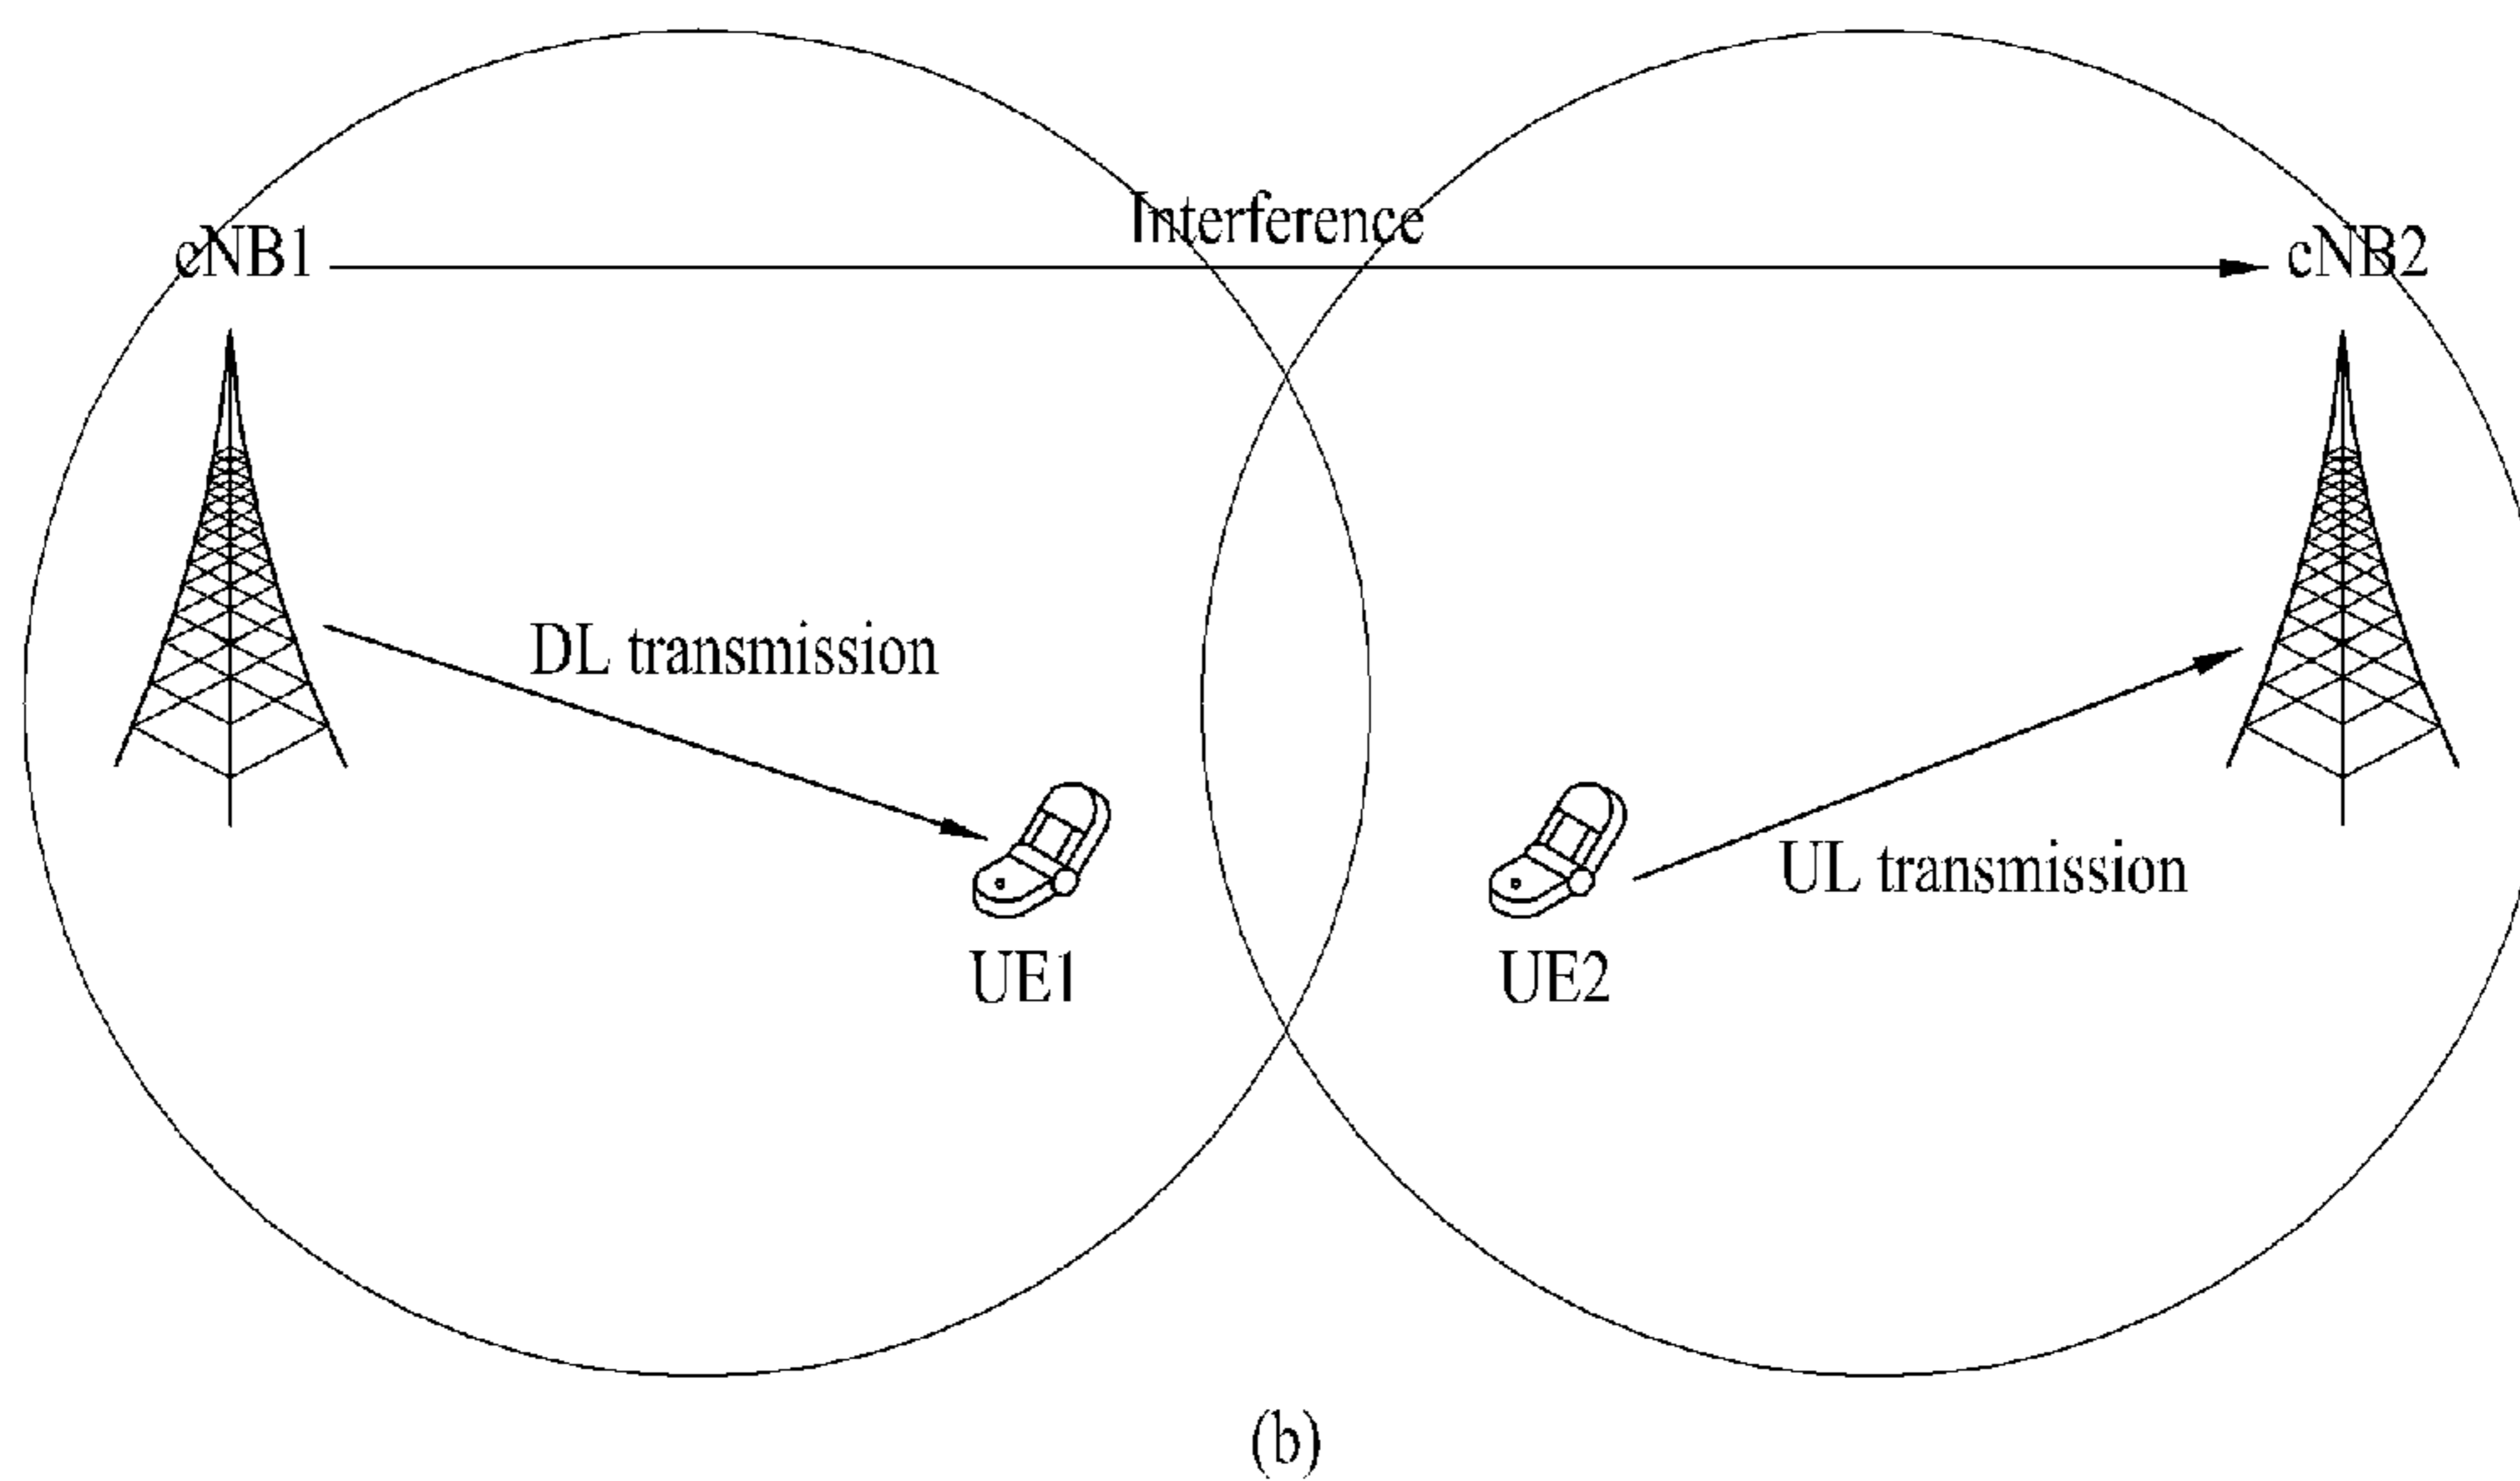 Interference
eNB1
eNB2
DL transmission
UL transmission
UE1
UE2
(b)